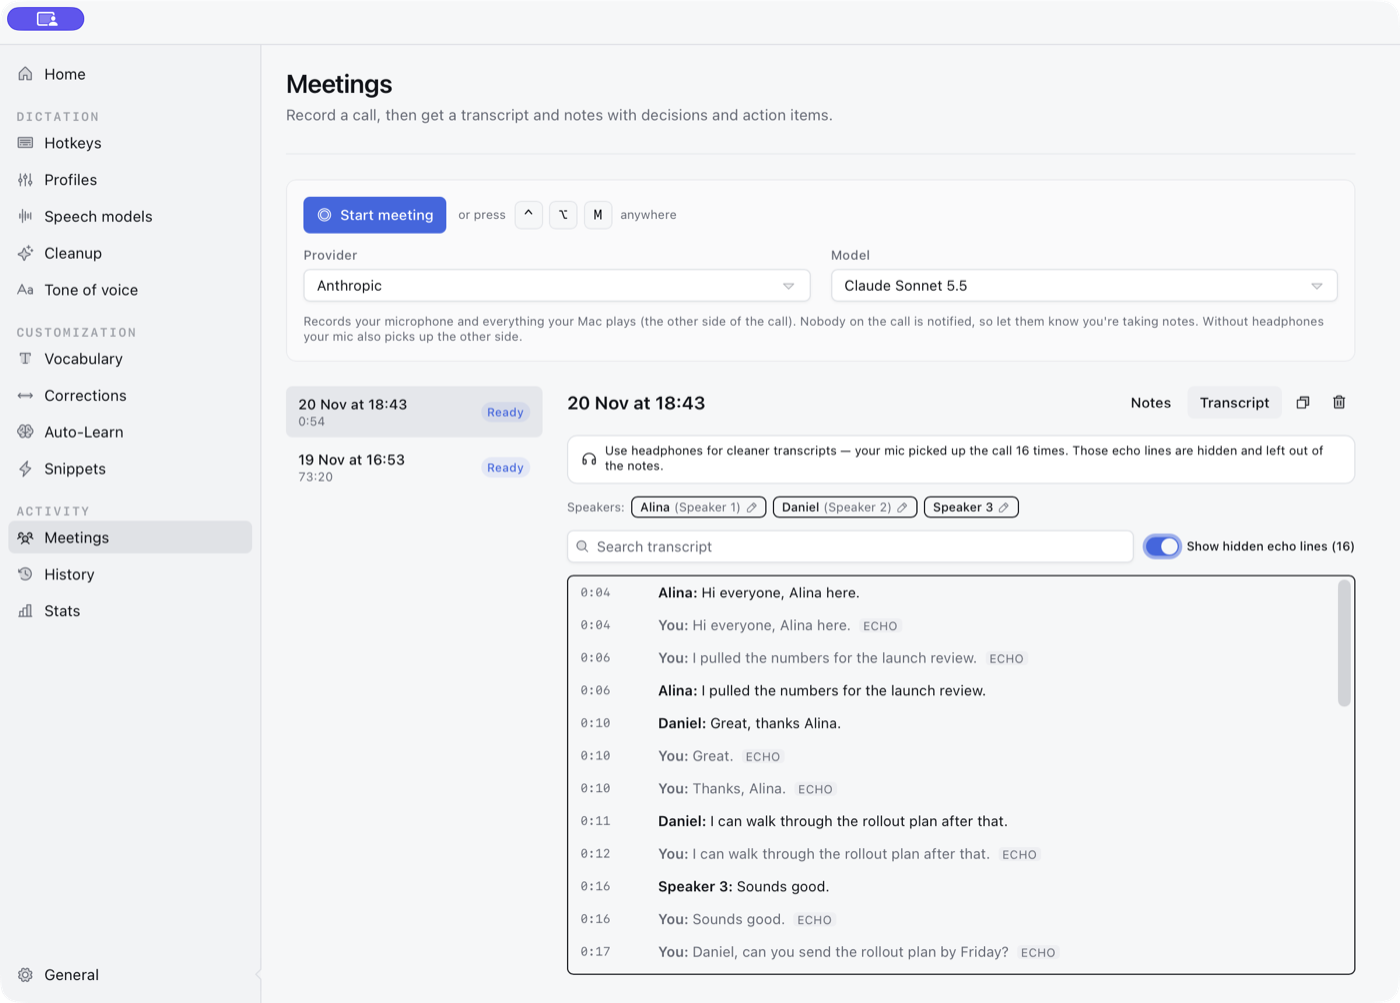 Home
DICTATION
Hotkeys
Profiles
Speech models
Cleanup
Aa Tone of voice
CUSTOMIZATION
Vocabulary
Corrections
Auto-Learn
Snippets
ACTIVITY
Meetings
History
Stats
General
Meetings
Record a call, then get a transcript and notes with decisions and action items.
Start meeting or press ^ ⌥ M anywhere
Provider Model
Anthropic Claude Sonnet 5.5
Records your microphone and everything your Mac plays (the other side of the call). Nobody on the call is notified, so let them know you're taking notes. Without headphones
your mic also picks up the other side.
20 Nov at 18:43 Ready
0:54
19 Nov at 16:53 Ready
73:20
20 Nov at 18:43 Notes Transcript
Use headphones for cleaner transcripts — your mic picked up the call 16 times. Those echo lines are hidden and left out of
the notes.
Speakers: Alina (Speaker 1) Daniel (Speaker 2) Speaker 3
Search transcript Show hidden echo lines (16)
0:04 Alina: Hi everyone, Alina here.
0:04 You: Hi everyone, Alina here. ECHO
0:06 You: I pulled the numbers for the launch review. ECHO
0:06 Alina: I pulled the numbers for the launch review.
0:10 Daniel: Great, thanks Alina.
0:10 You: Great. ECHO
0:10 You: Thanks, Alina. ECHO
0:11 Daniel: I can walk through the rollout plan after that.
0:12 You: I can walk through the rollout plan after that. ECHO
0:16 Speaker 3: Sounds good.
0:16 You: Sounds good. ECHO
0:17 You: Daniel, can you send the rollout plan by Friday? ECHO